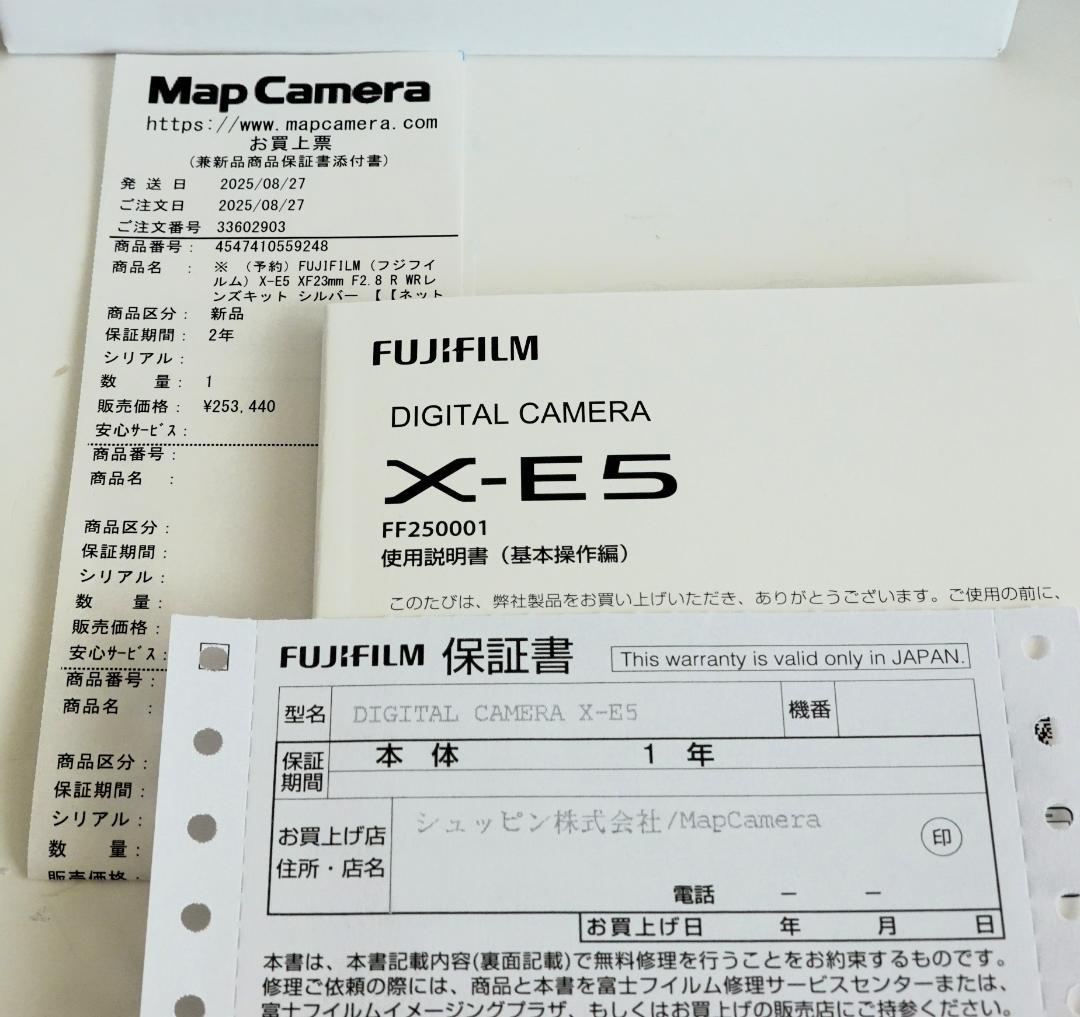 Map Camera
https://www.mapcamera.com
お買上票
(兼新品商品保証書添付書)
発 送 日 2025/08/27
ご注文日 2025/08/27
ご注文番号 33602903
商品番号: 4547410559248
商品名 : ※ (予約) FUJIFILM (フジフイ
ルム) X-E5 XF23mm F2.8 R WRレ
ンズキット シルバー 【【ネット
商品区分: 新品
保証期間: 2年
シリアル:
数 量: 1
販売価格: ¥253,440
安心ｻｰﾋﾞｽ:
商品番号:
商品名 :
商品区分:
保証期間:
シリアル:
数 量:
販売価格:
安心ｻｰﾋﾞｽ:
商品番号:
商品名 :
商品区分:
保証期間:
シリアル:
数 量:
販売価格:
FUJIFILM
DIGITAL CAMERA
X-E5
FF250001
使用説明書（基本操作編）
このたびは、弊社製品をお買い上げいただき、ありがとうございます。ご使用の前に、
FUJIFILM 保証書 This warranty is valid only in JAPAN.
型名 DIGITAL CAMERA X-E5 機番
保証期間 本 体 1 年
お買上げ店 シュッピン株式会社/MapCamera
住所・店名 印
電話 － －
お買上げ日 年 月 日
本書は、本書記載内容(裏面記載)で無料修理を行うことをお約束するものです。
修理ご依頼の際には、商品と本書を富士フイルム修理サービスセンターまたは、
富士フイルムイメージングプラザ、もしくはお買上げの販売店にご持参ください。